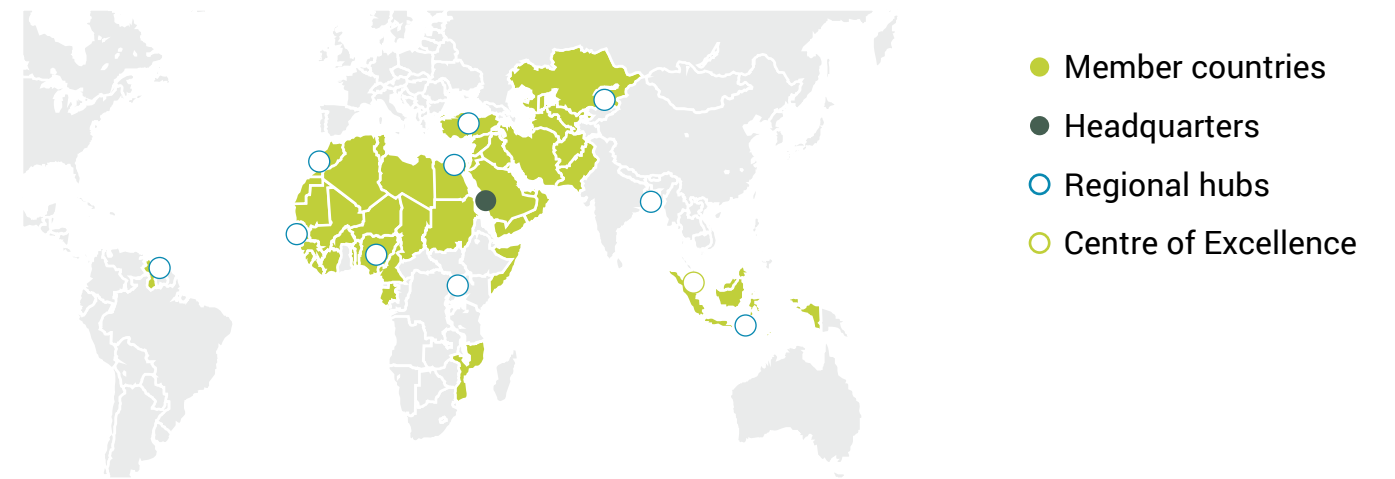 Member countries
Headquarters
Regional hubs
Centre of Excellence